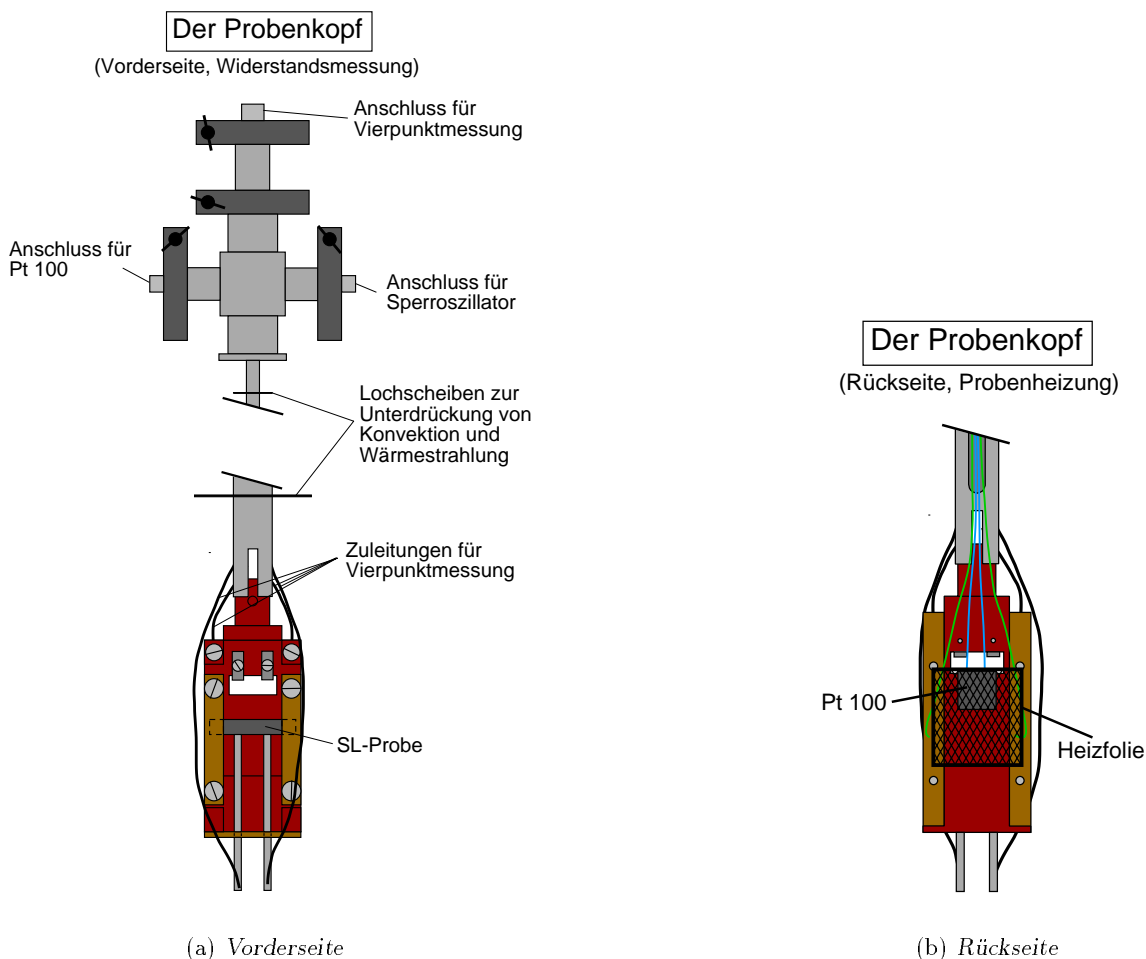 Der Probenkopf
(Vorderseite, Widerstandsmessung)
Anschluss für
Vierpunktmessung
Anschluss für
Pt 100
Anschluss für
Sperroszillator
Lochscheiben zur
Unterdrückung von
Konvektion und
Wärmestrahlung
Zuleitungen für
Vierpunktmessung
SL-Probe
(a) Vorderseite
Der Probenkopf
(Rückseite, Probenheizung)
Pt 100
Heizfolie
(b) Rückseite